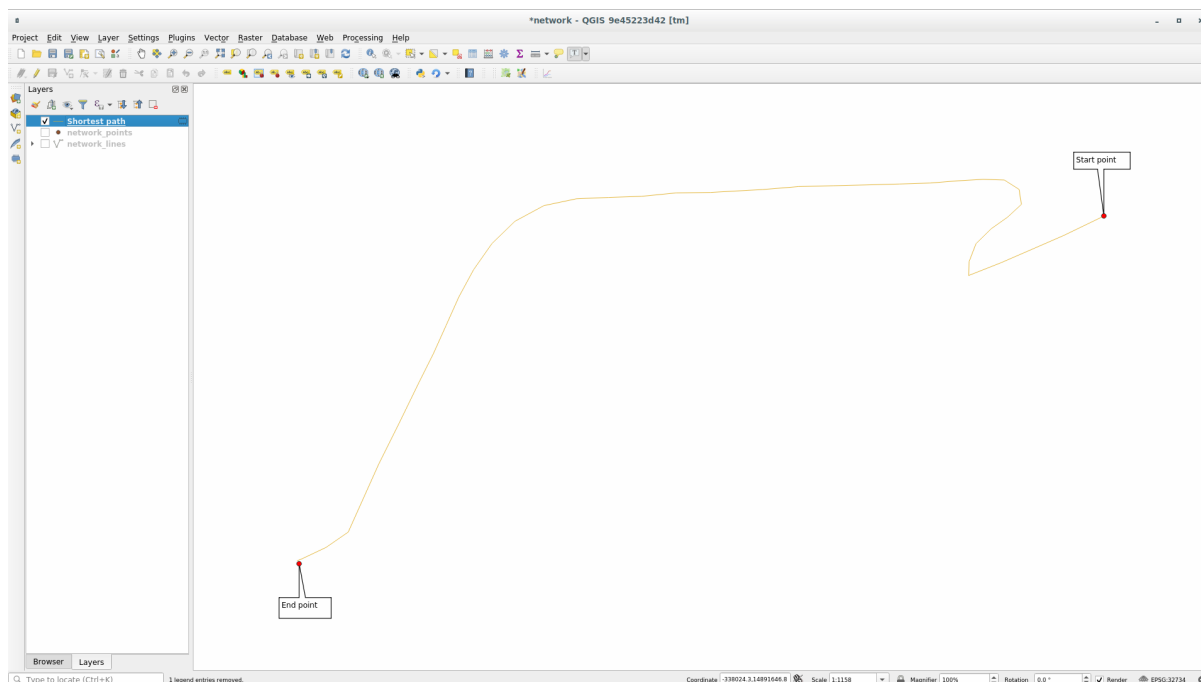 *network - QGIS 9e45223d42 [tm]
Project Edit View Layer Settings Plugins Vector Raster Database Web Processing Help
Layers
Shortest path
network_points
network_lines
Start point
End point
Browser Layers
Type to locate (Ctrl+K) 1 legend entries removed. Coordinate -338024.3,14891646.8 Scale 1:1158 Magnifier 100% Rotation 0,0 ° Render EPSG:32734